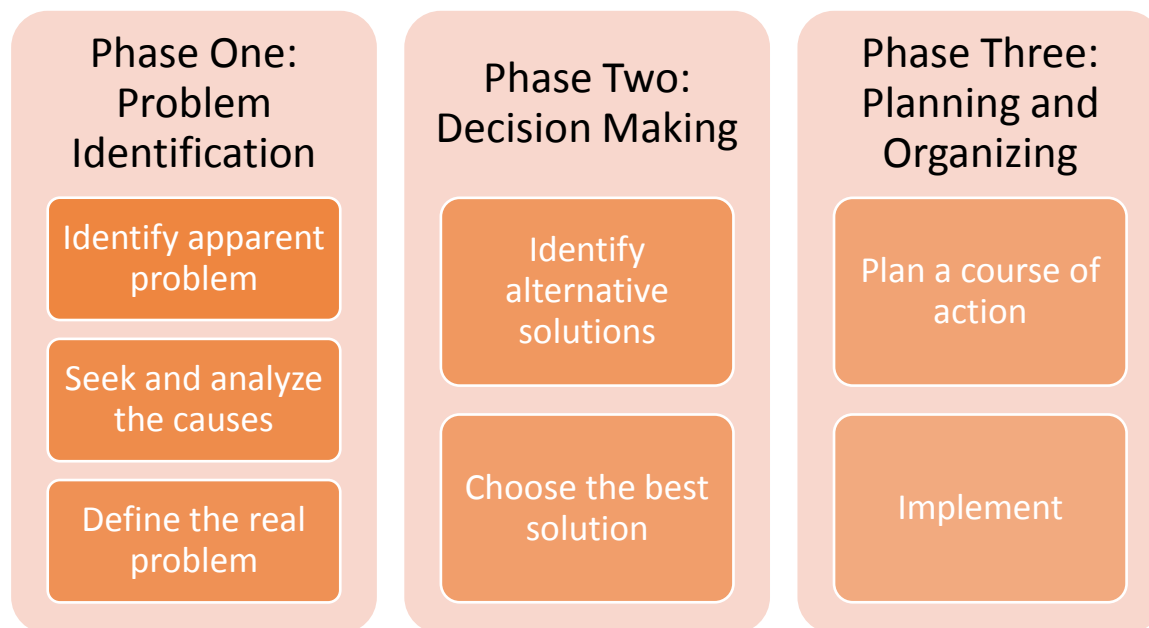 Phase One:
Problem
Identification
Identify apparent
problem
Seek and analyze
the causes
Define the real
problem
Phase Two:
Decision Making
Identify
alternative
solutions
Choose the best
solution
Phase Three:
Planning and
Organizing
Plan a course of
action
Implement